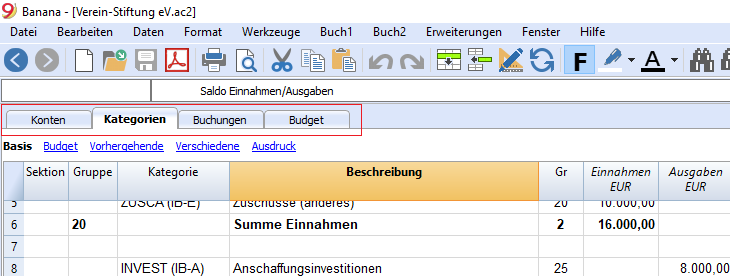 9 Banana - [Verein-Stiftung eV.ac2]
Datei Bearbeiten Daten Format Werkzeuge Buch1 Buch2 Erweiterungen Fenster Hilfe
F A
Saldo Einnahmen/Ausgaben
Konten Kategorien Buchungen Budget
Basis Budget Vorhergehende Verschiedene Ausdruck
Sektion Gruppe Kategorie Beschreibung Gr Einnahmen EUR Ausgaben EUR
5 ZUSCA (IB-E) Zuschüsse (anderes) 20 10.000,00
6 20 Summe Einnahmen 2 16.000,00
7
8 INVEST (IB-A) Anschaffungsinvestitionen 25 8.000,00